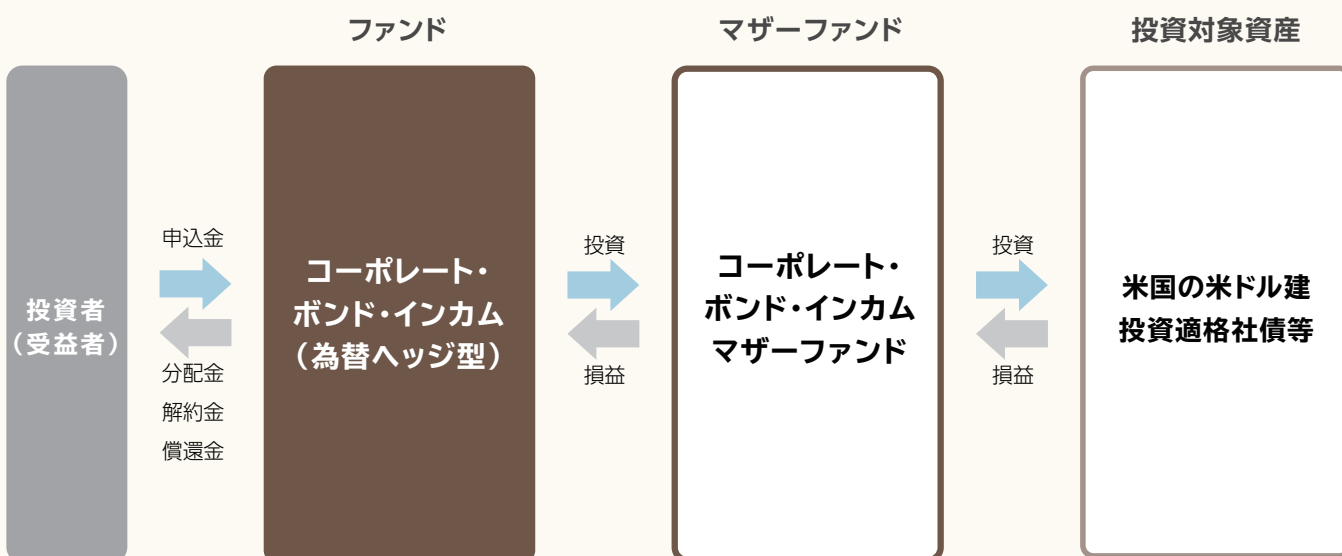 ファンド
マザーファンド
投資対象資産
投資者
（受益者）
申込金
分配金
解約金
償還金
コーポレート・
ボンド・インカム
（為替ヘッジ型）
投資
損益
コーポレート・
ボンド・インカム
マザーファンド
投資
損益
米国の米ドル建
投資適格社債等